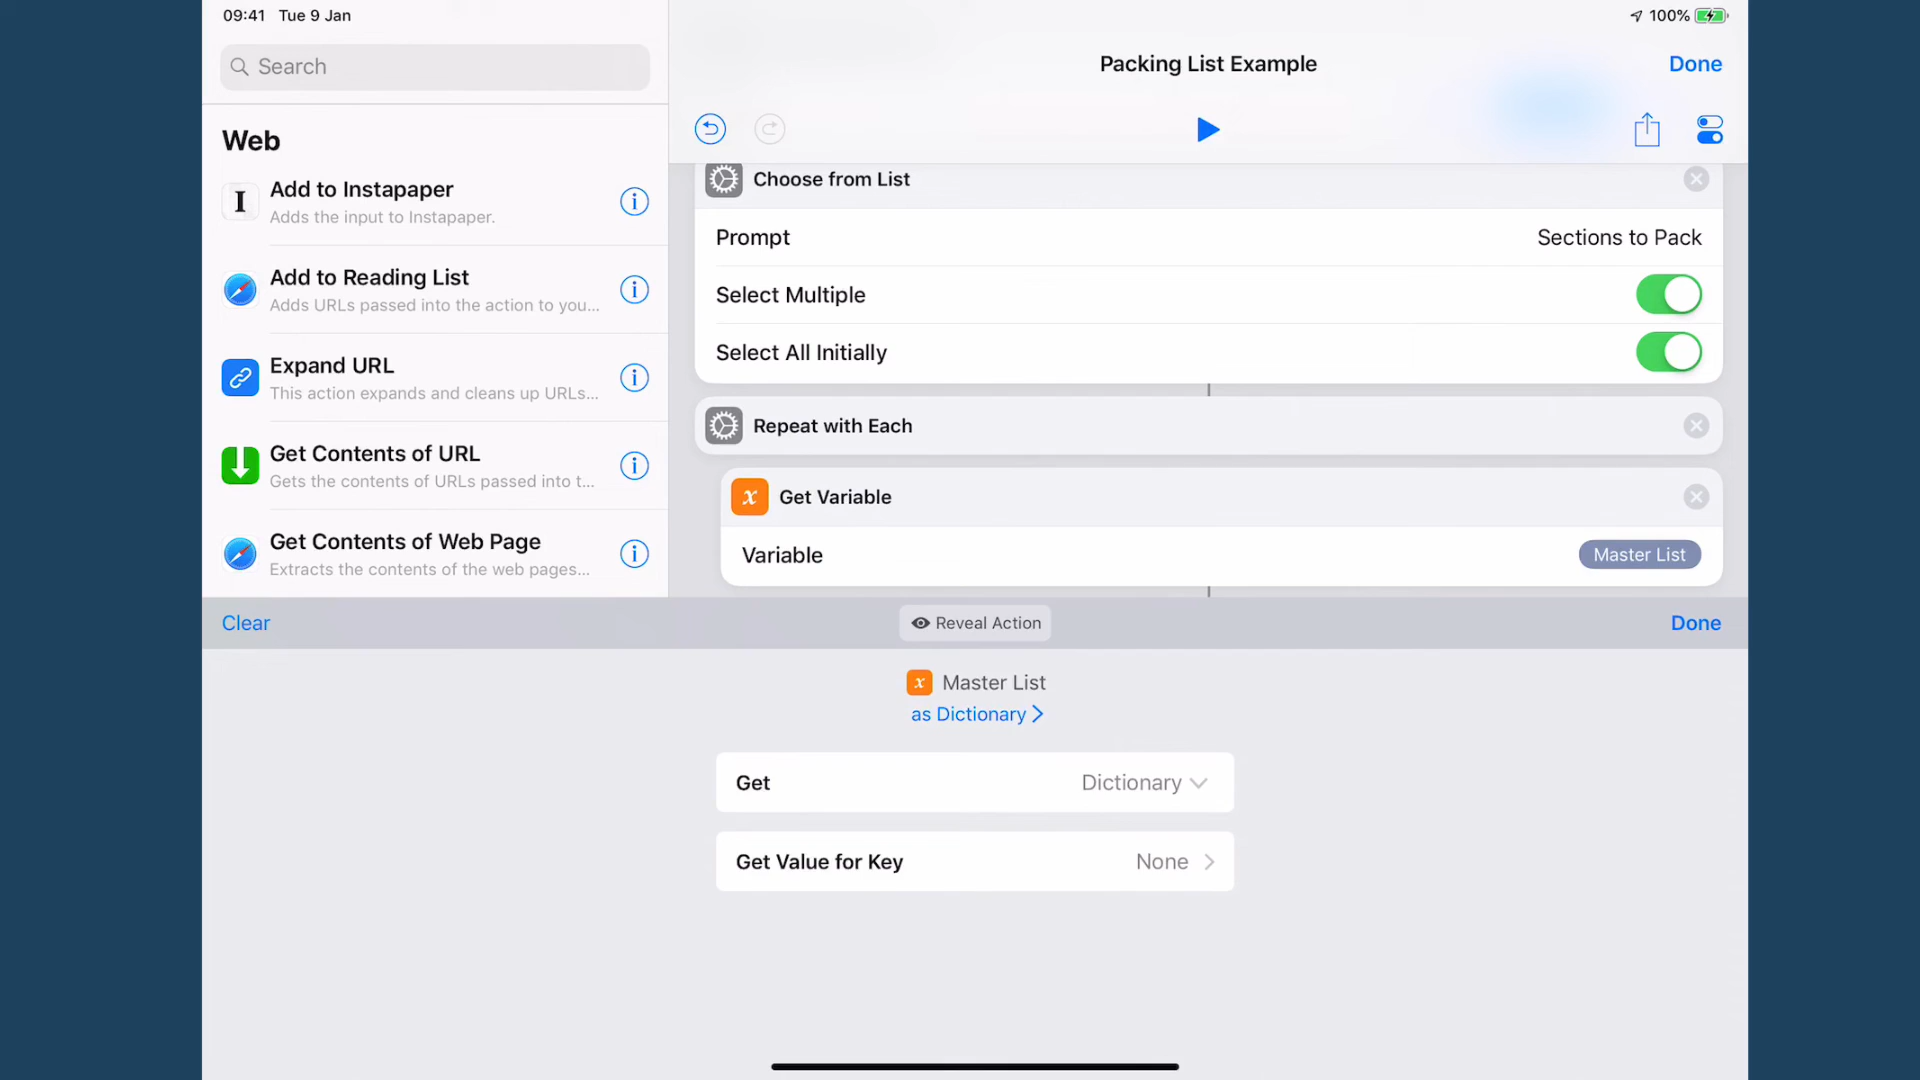 09:41 Tue 9 Jan
100%
Search
Packing List Example
Done
Web
Add to Instapaper
Adds the input to Instapaper.
Add to Reading List
Adds URLs passed into the action to you...
Expand URL
This action expands and cleans up URLs...
Get Contents of URL
Gets the contents of URLs passed into t...
Get Contents of Web Page
Extracts the contents of the web pages...
Choose from List
Prompt Sections to Pack
Select Multiple
Select All Initially
Repeat with Each
x Get Variable
Variable Master List
Clear Reveal Action Done
x Master List
as Dictionary
Get Dictionary
Get Value for Key None